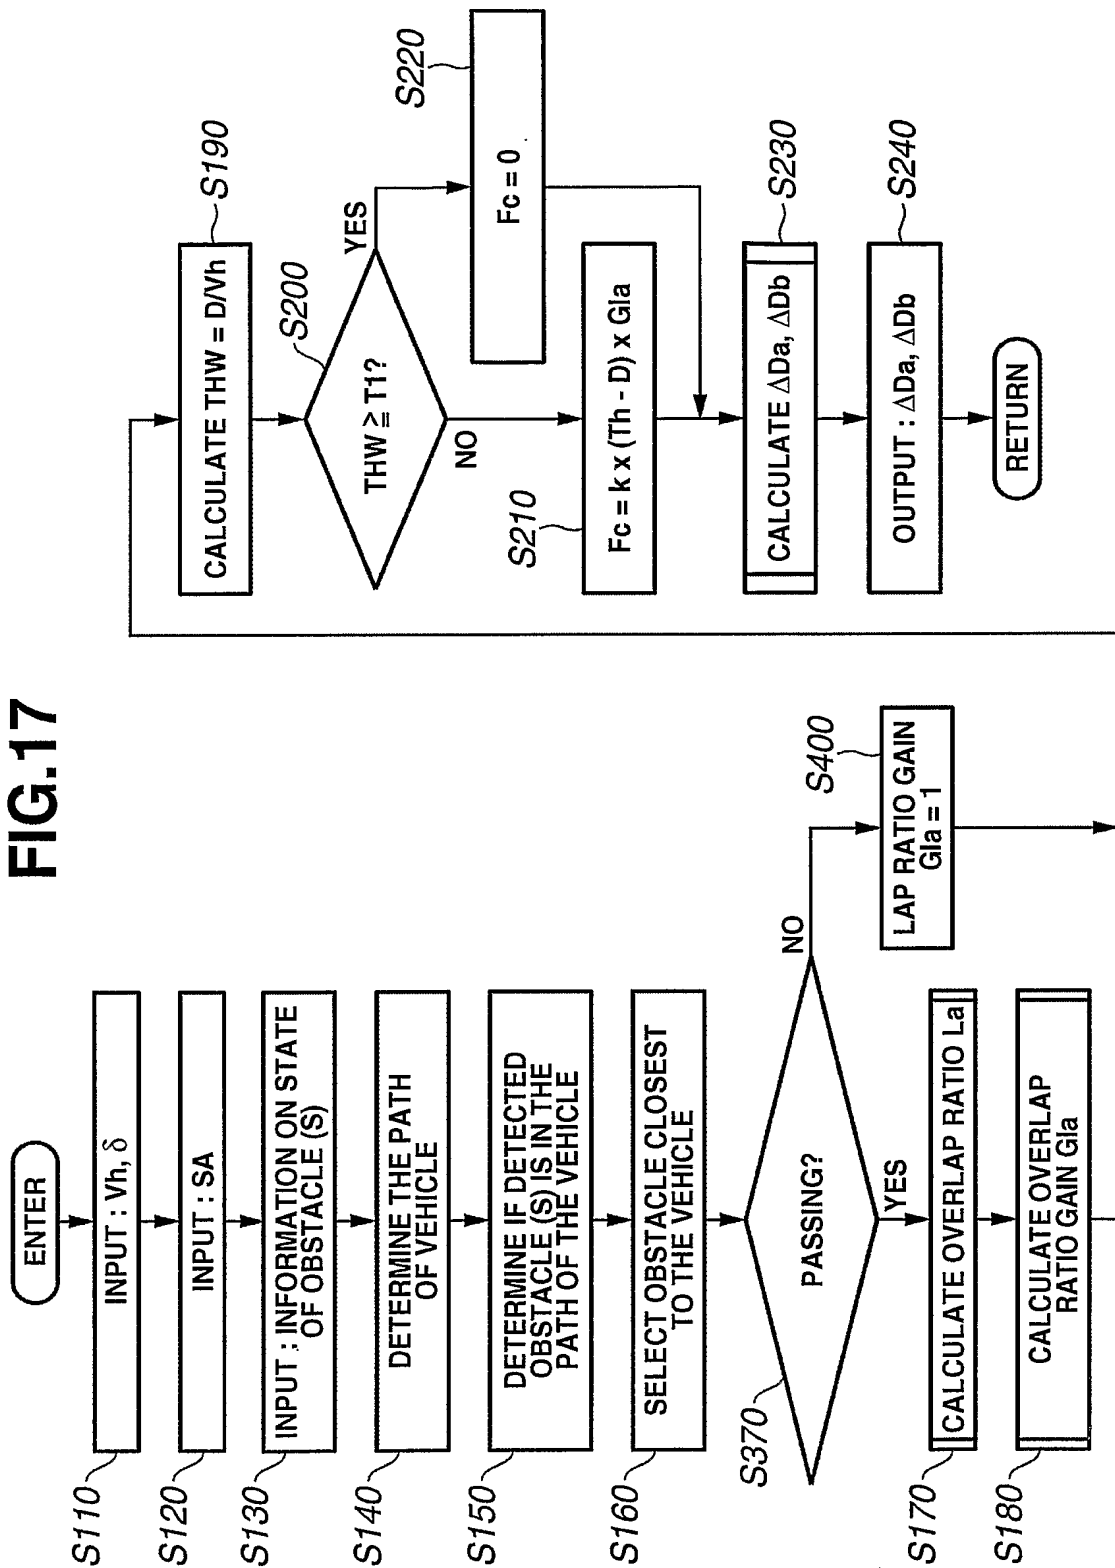 FIG.17
ENTER
S110
INPUT : Vh, δ
S120
INPUT : SA
S130
INPUT ; INFORMATION ON STATE
OF OBSTACLE (S)
S140
DETERMINE THE PATH
OF VEHICLE
S150
DETERMINE IF DETECTED
OBSTACLE (S) IS IN THE
PATH OF THE VEHICLE
S160
SELECT OBSTACLE CLOSEST
TO THE VEHICLE
S370
PASSING?
NO
YES
S400
LAP RATIO GAIN
Gla = 1
S170
CALCULATE OVERLAP RATIO La
S180
CALCULATE OVERLAP
RATIO GAIN Gla
S190
CALCULATE THW = D/Vh
S200
THW ≧ T1?
YES
NO
S220
Fc = 0
S210
Fc = k x (Th - D) x Gla
S230
CALCULATE ΔDa, ΔDb
S240
OUTPUT : ΔDa, ΔDb
RETURN